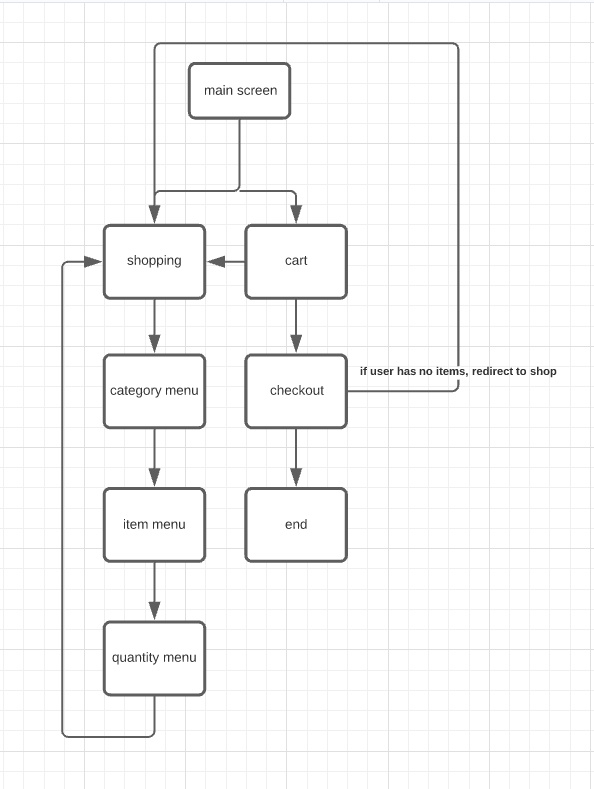 main screen
shopping
cart
category menu
checkout
if user has no items, redirect to shop
item menu
end
quantity menu